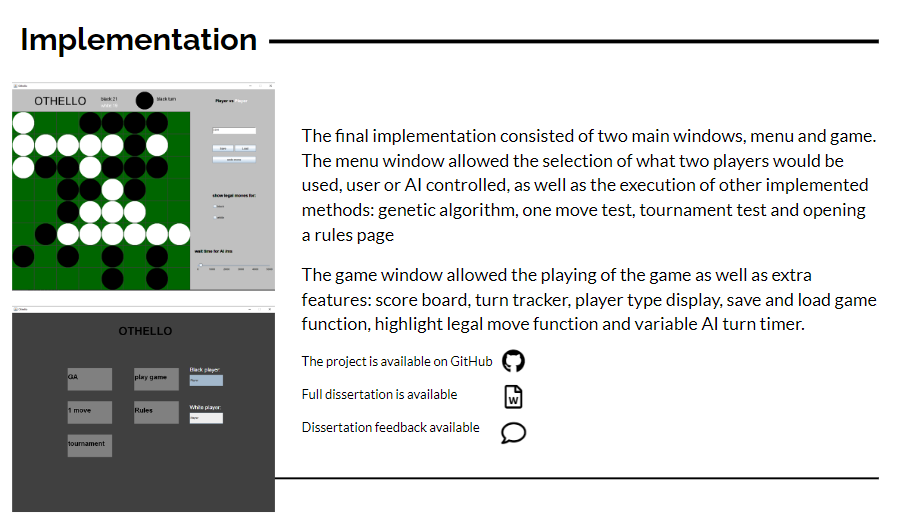 Implementation
Othello
OTHELLO
black 21
black turn
Player vs Player
show legal moves for:
wait time for AI /ms
The final implementation consisted of two main windows, menu and game.
The menu window allowed the selection of what two players would be
used, user or AI controlled, as well as the execution of other implemented
methods: genetic algorithm, one move test, tournament test and opening
a rules page
The game window allowed the playing of the game as well as extra
features: score board, turn tracker, player type display, save and load game
function, highlight legal move function and variable AI turn timer.
Othello
OTHELLO
GA
play game
Black player:
1 move
Rules
White player:
tournament
The project is available on GitHub
Full dissertation is available
W
Dissertation feedback available